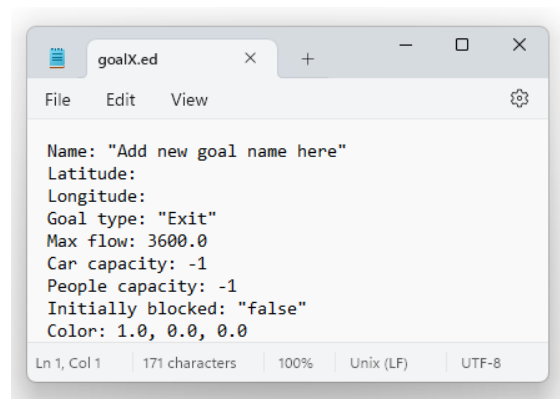 goalX.ed
File Edit View
Name: "Add new goal name here"
Latitude:
Longitude:
Goal type: "Exit"
Max flow: 3600.0
Car capacity: -1
People capacity: -1
Initially blocked: "false"
Color: 1.0, 0.0, 0.0
Ln 1, Col 1 171 characters 100% Unix (LF) UTF-8